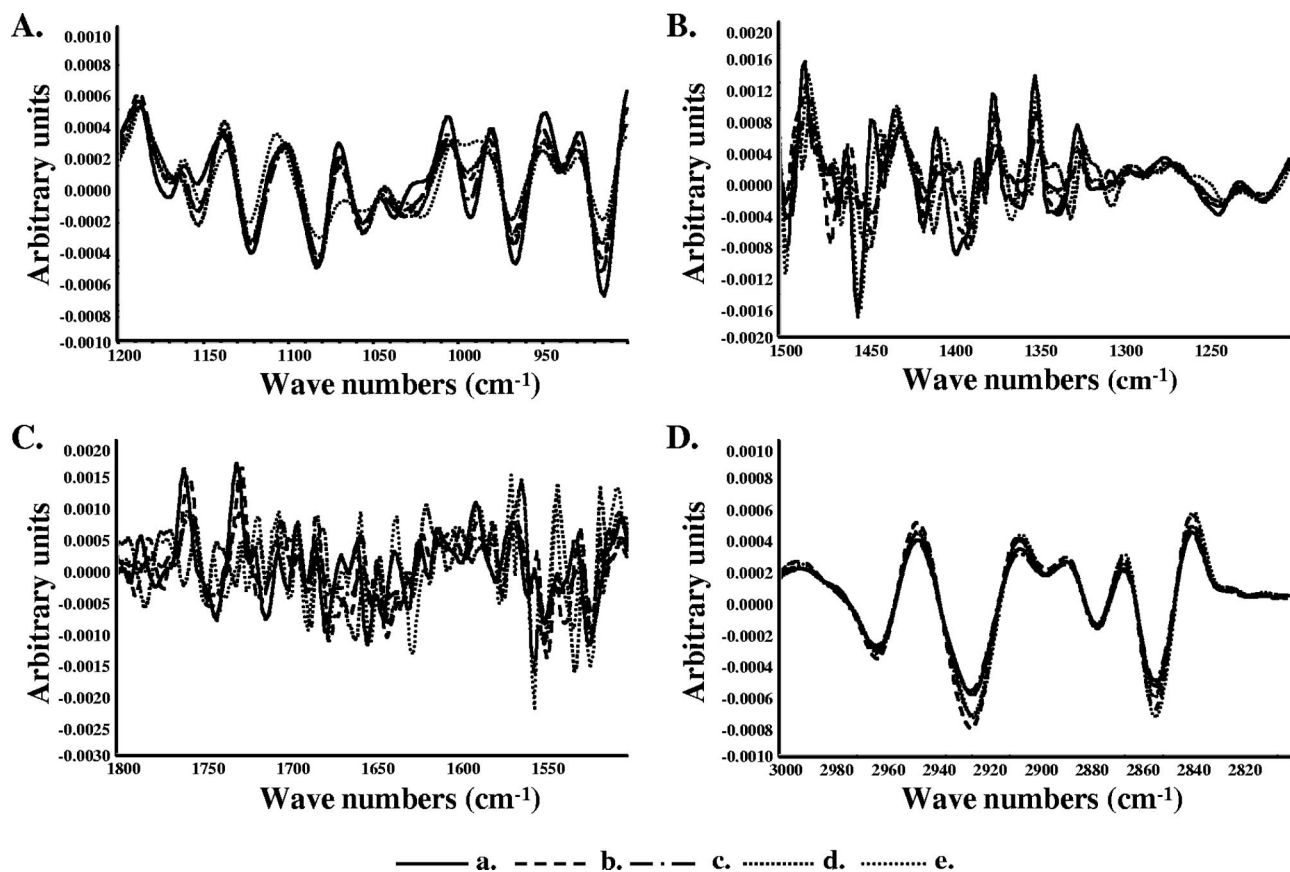 A.
0.0010
0.0008
0.0006
0.0004
0.0002
0.0000
-0.0002
-0.0004
-0.0006
-0.0008
-0.0010
Arbitrary units
1200 1150 1100 1050 1000 950
Wave numbers (cm-1)
B.
0.0020
0.0016
0.0012
0.0008
0.0004
0.0000
-0.0004
-0.0008
-0.0012
-0.0016
-0.0020
Arbitrary units
1500 1450 1400 1350 1300 1250
Wave numbers (cm-1)
C.
0.0020
0.0015
0.0010
0.0005
0.0000
-0.0005
-0.0010
-0.0015
-0.0020
-0.0025
-0.0030
Arbitrary units
1800 1750 1700 1650 1600 1550
Wave numbers (cm-1)
D.
0.0010
0.0008
0.0006
0.0004
0.0002
0.0000
-0.0002
-0.0004
-0.0006
-0.0008
-0.0010
Arbitrary units
3000 2980 2960 2940 2920 2900 2880 2860 2840 2820
Wave numbers (cm-1)
a. b. c. d. e.